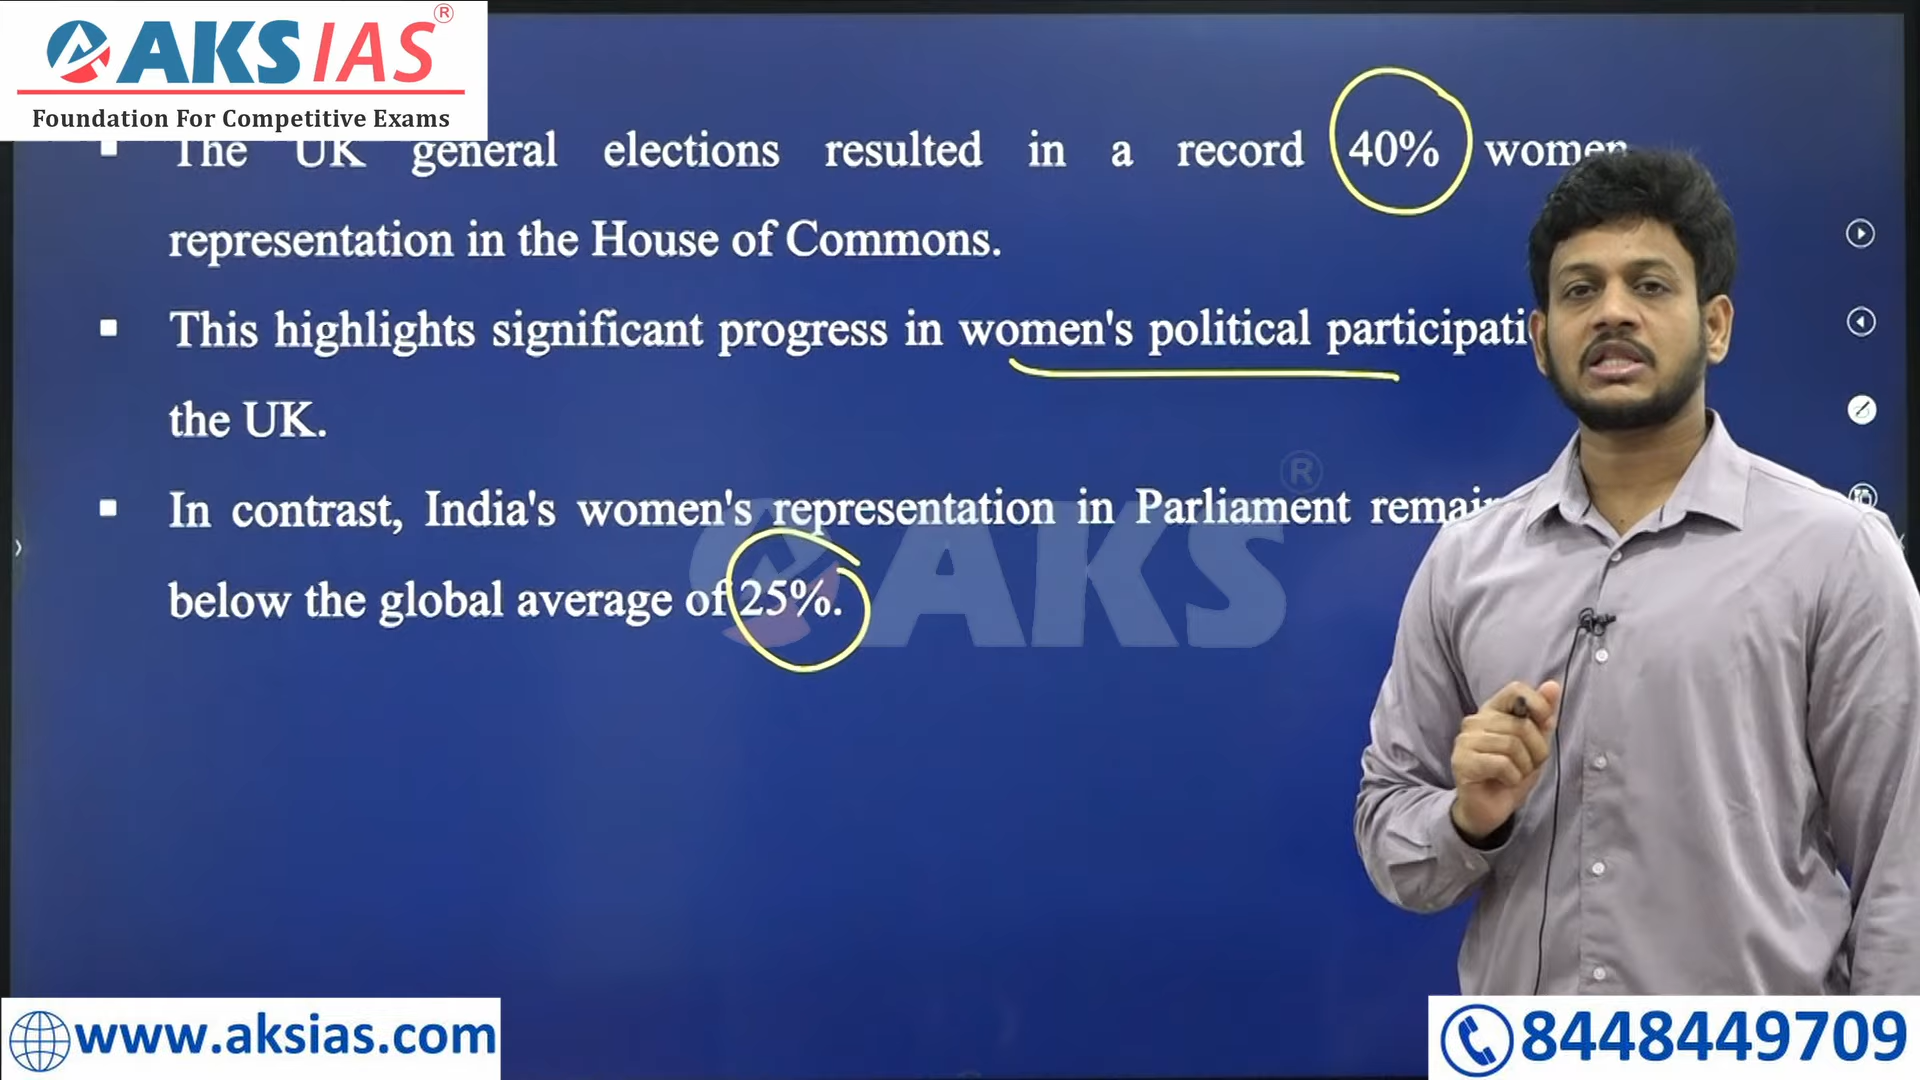 AKS IAS ®
Foundation For Competitive Exams
The UK general elections resulted in a record 40% women
representation in the House of Commons.
This highlights significant progress in women's political
the UK.
In contrast, India's women's representation in Parliament
below the global average of 25%.
AKS ®
www.aksias.com
8448449709